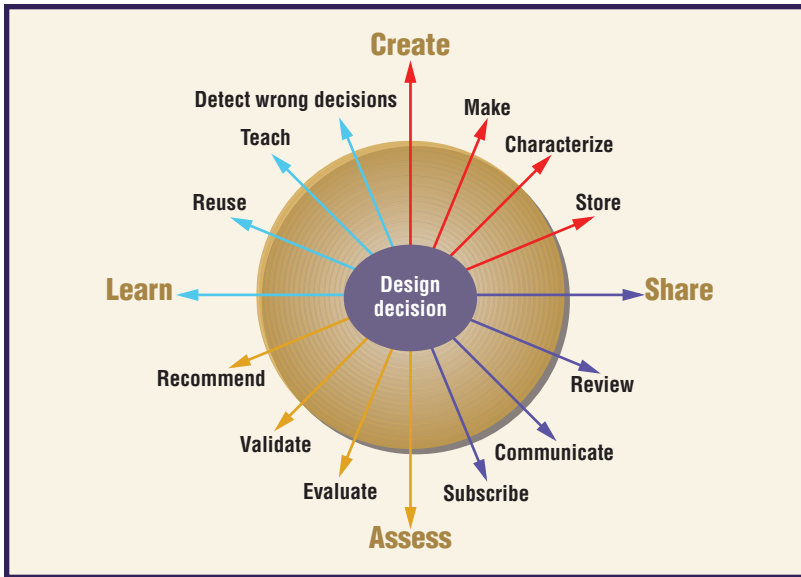 Create
Detect wrong decisions
Make
Teach
Characterize
Reuse
Store
Learn
Design
decision
Share
Recommend
Review
Validate
Communicate
Evaluate
Subscribe
Assess